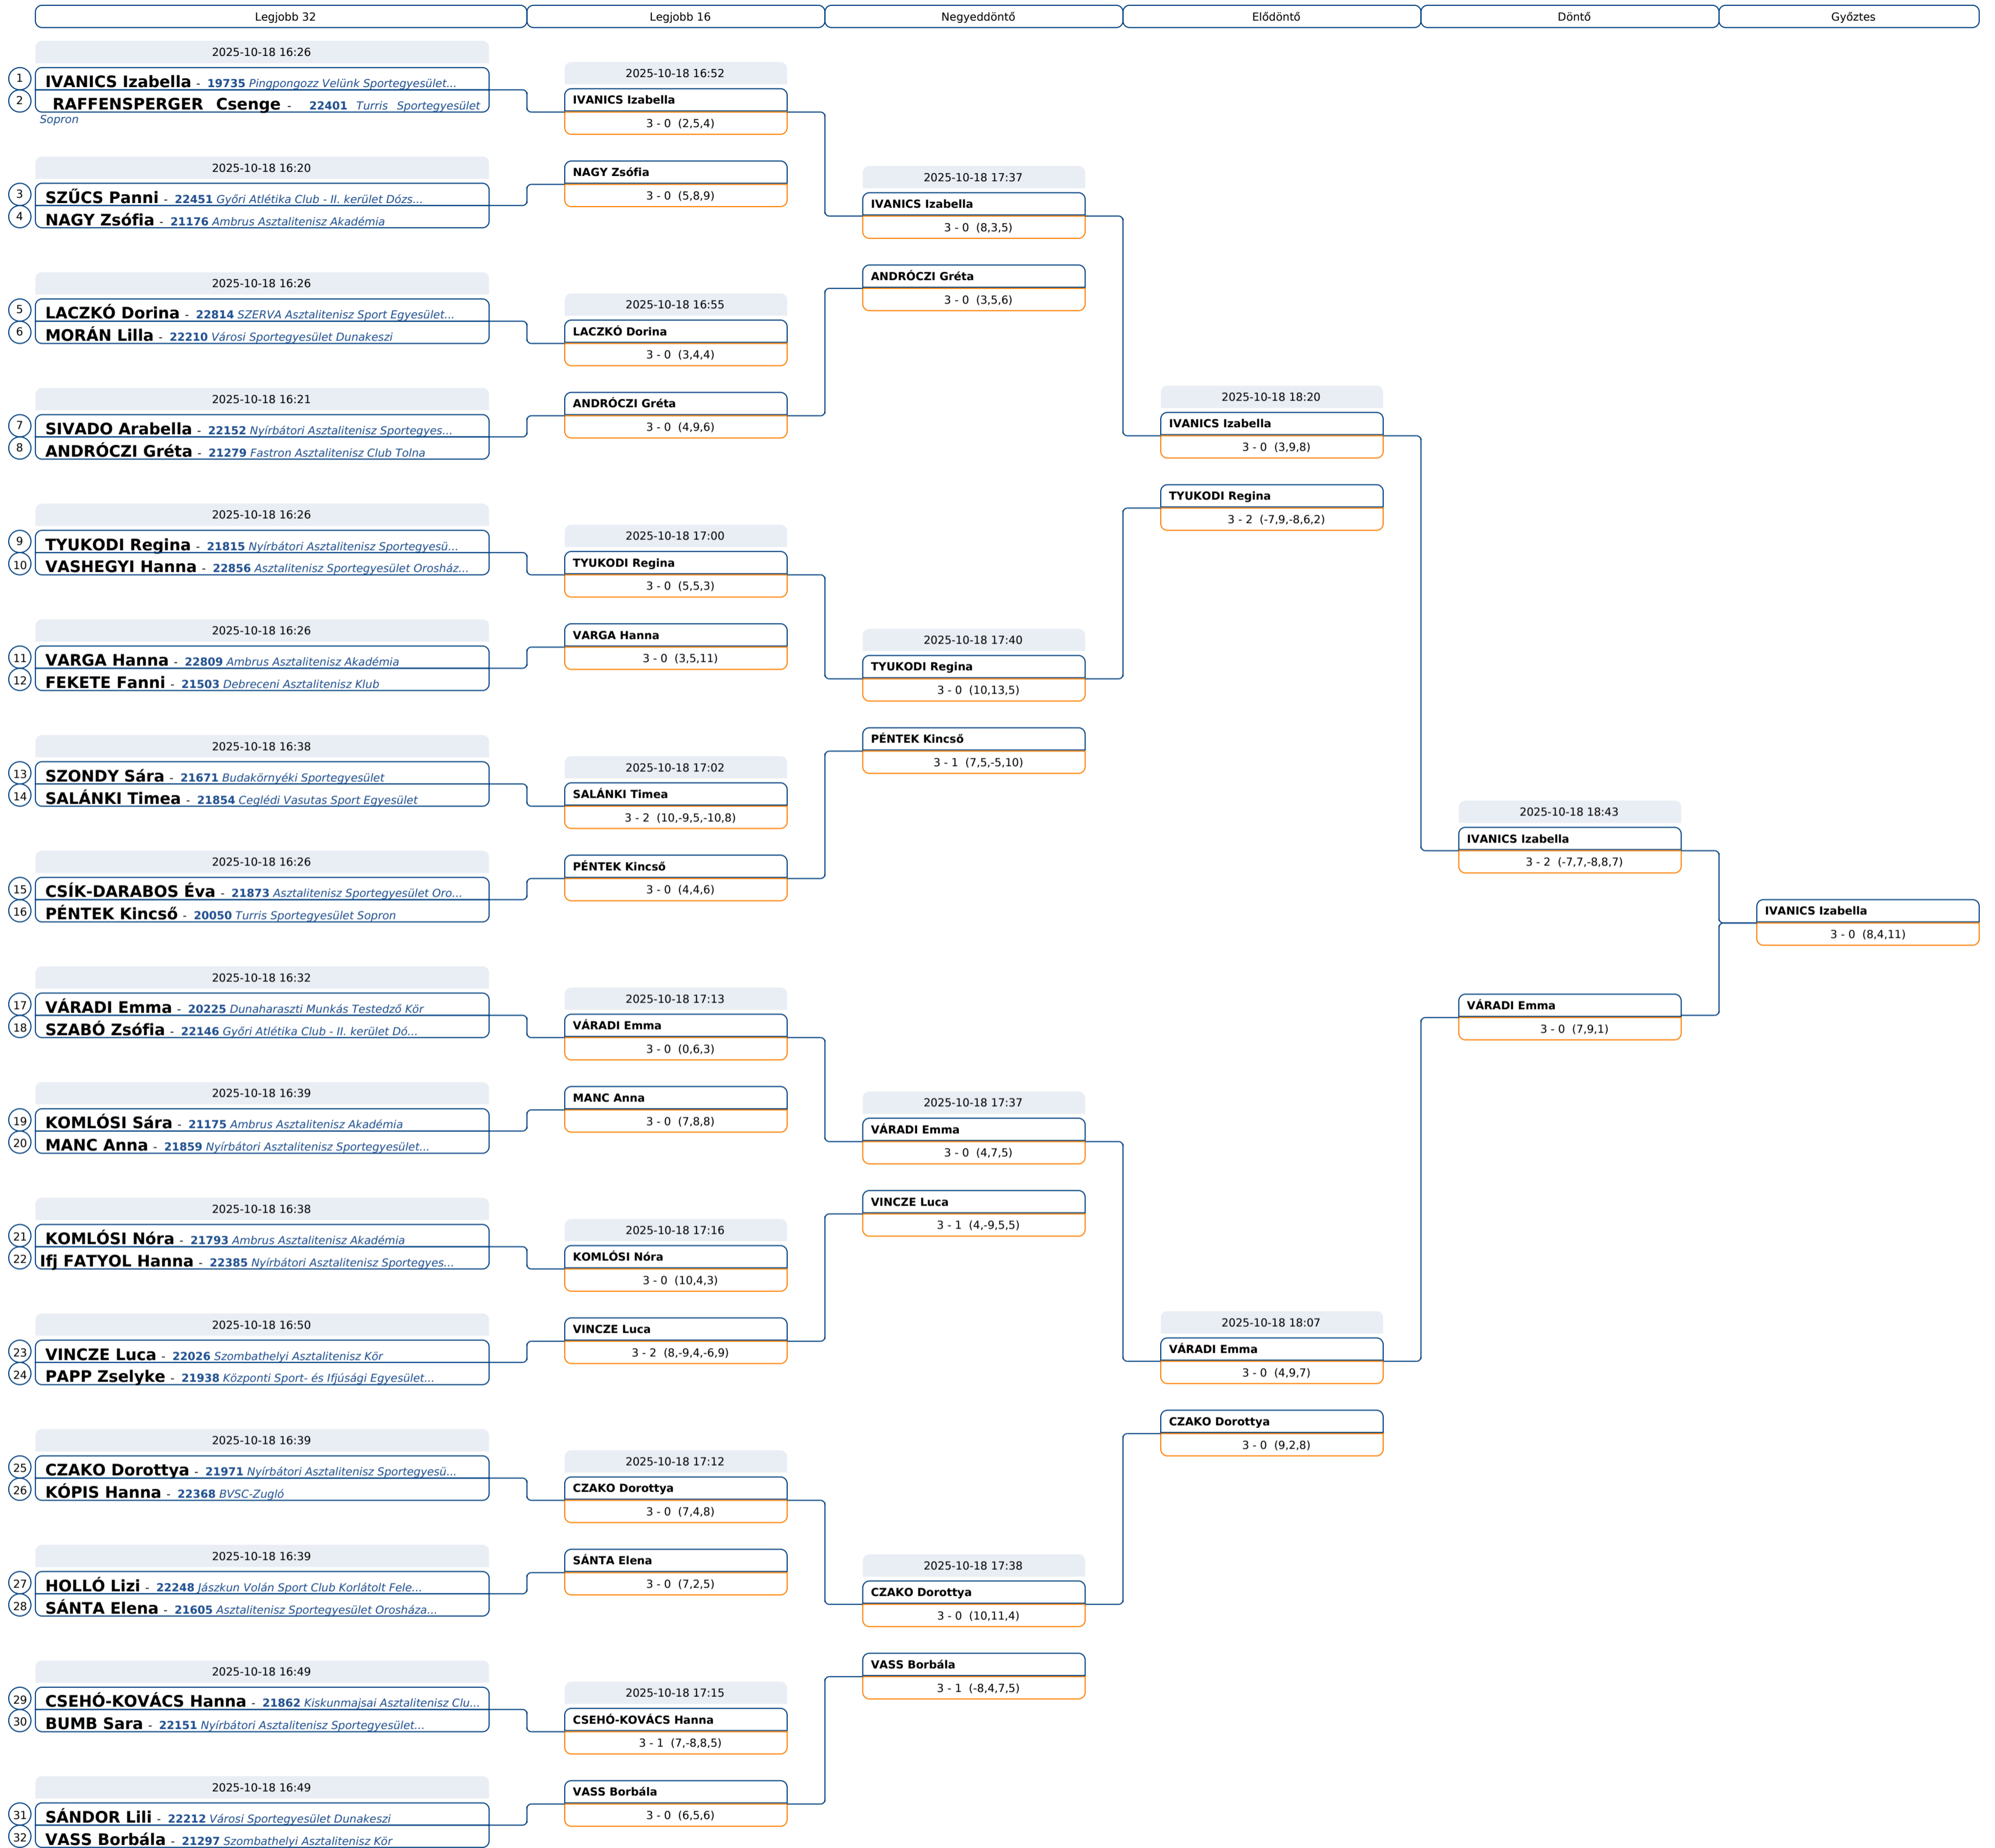 Legjobb 32
Legjobb 16
Negyeddöntő
Elődöntő
Döntő
Győztes
2025-10-18 16:26
1
IVANICS Izabella - 19735 Pingpongozz Velünk Sportegyesület...
2
RAFFENSPERGER Csenge - 22401 Turris Sportegyesület
Sopron
2025-10-18 16:20
3
SZŰCS Panni - 22451 Győri Atlétika Club - II. kerület Dózs...
4
NAGY Zsófia - 21176 Ambrus Asztalitenisz Akadémia
2025-10-18 16:26
5
LACZKÓ Dorina - 22814 SZERVA Asztalitenisz Sport Egyesület...
6
MORÁN Lilla - 22210 Városi Sportegyesület Dunakeszi
2025-10-18 16:21
7
SIVADO Arabella - 22152 Nyírbátori Asztalitenisz Sportegyes...
8
ANDRÓCZI Gréta - 21279 Fastron Asztalitenisz Club Tolna
2025-10-18 16:26
9
TYUKODI Regina - 21815 Nyírbátori Asztalitenisz Sportegyesü...
10
VASHEGYI Hanna - 22856 Asztalitenisz Sportegyesület Orosház...
2025-10-18 16:26
11
VARGA Hanna - 22809 Ambrus Asztalitenisz Akadémia
12
FEKETE Fanni - 21503 Debreceni Asztalitenisz Klub
2025-10-18 16:38
13
SZONDY Sára - 21671 Budakörnyéki Sportegyesület
14
SALÁNKI Timea - 21854 Ceglédi Vasutas Sport Egyesület
2025-10-18 16:26
15
CSÍK-DARABOS Éva - 21873 Asztalitenisz Sportegyesület Oro...
16
PÉNTEK Kincső - 20050 Turris Sportegyesület Sopron
2025-10-18 16:32
17
VÁRADI Emma - 20225 Dunaharaszti Munkás Testedző Kör
18
SZABÓ Zsófia - 22146 Győri Atlétika Club - II. kerület Dó...
2025-10-18 16:39
19
KOMLÓSI Sára - 21175 Ambrus Asztalitenisz Akadémia
20
MANC Anna - 21859 Nyírbátori Asztalitenisz Sportegyesület...
2025-10-18 16:38
21
KOMLÓSI Nóra - 21793 Ambrus Asztalitenisz Akadémia
22
Ifj FATYOL Hanna - 22385 Nyírbátori Asztalitenisz Sportegyes...
2025-10-18 16:50
23
VINCZE Luca - 22026 Szombathelyi Asztalitenisz Kör
24
PAPP Zselyke - 21938 Központi Sport- és Ifjúsági Egyesület...
2025-10-18 16:39
25
CZAKO Dorottya - 21971 Nyírbátori Asztalitenisz Sportegyesü...
26
KÓPIS Hanna - 22368 BVSC-Zugló
2025-10-18 16:39
27
HOLLÓ Lizi - 22248 Jászkun Volán Sport Club Korlátolt Fele...
28
SÁNTA Elena - 21605 Asztalitenisz Sportegyesület Orosháza...
2025-10-18 16:49
29
CSEHÓ-KOVÁCS Hanna - 21862 Kiskunmajsai Asztalitenisz Clu...
30
BUMB Sara - 22151 Nyírbátori Asztalitenisz Sportegyesület...
2025-10-18 16:49
31
SÁNDOR Lili - 22212 Városi Sportegyesület Dunakeszi
32
VASS Borbála - 21297 Szombathelyi Asztalitenisz Kör
2025-10-18 16:52
IVANICS Izabella
3 - 0 (2,5,4)
NAGY Zsófia
3 - 0 (5,8,9)
2025-10-18 16:55
LACZKÓ Dorina
3 - 0 (3,4,4)
ANDRÓCZI Gréta
3 - 0 (4,9,6)
2025-10-18 17:00
TYUKODI Regina
3 - 0 (5,5,3)
VARGA Hanna
3 - 0 (3,5,11)
2025-10-18 17:02
SALÁNKI Timea
3 - 2 (10,-9,5,-10,8)
PÉNTEK Kincső
3 - 0 (4,4,6)
2025-10-18 17:13
VÁRADI Emma
3 - 0 (0,6,3)
MANC Anna
3 - 0 (7,8,8)
2025-10-18 17:16
KOMLÓSI Nóra
3 - 0 (10,4,3)
VINCZE Luca
3 - 2 (8,-9,4,-6,9)
2025-10-18 17:12
CZAKO Dorottya
3 - 0 (7,4,8)
SÁNTA Elena
3 - 0 (7,2,5)
2025-10-18 17:15
CSEHÓ-KOVÁCS Hanna
3 - 1 (7,-8,8,5)
VASS Borbála
3 - 0 (6,5,6)
2025-10-18 17:37
IVANICS Izabella
3 - 0 (8,3,5)
ANDRÓCZI Gréta
3 - 0 (3,5,6)
2025-10-18 17:40
TYUKODI Regina
3 - 0 (10,13,5)
PÉNTEK Kincső
3 - 1 (7,5,-5,10)
2025-10-18 17:37
VÁRADI Emma
3 - 0 (4,7,5)
VINCZE Luca
3 - 1 (4,-9,5,5)
2025-10-18 17:38
CZAKO Dorottya
3 - 0 (10,11,4)
VASS Borbála
3 - 1 (-8,4,7,5)
2025-10-18 18:20
IVANICS Izabella
3 - 0 (3,9,8)
TYUKODI Regina
3 - 2 (-7,9,-8,6,2)
2025-10-18 18:07
VÁRADI Emma
3 - 0 (4,9,7)
CZAKO Dorottya
3 - 0 (9,2,8)
2025-10-18 18:43
IVANICS Izabella
3 - 2 (-7,7,-8,8,7)
VÁRADI Emma
3 - 0 (7,9,1)
IVANICS Izabella
3 - 0 (8,4,11)